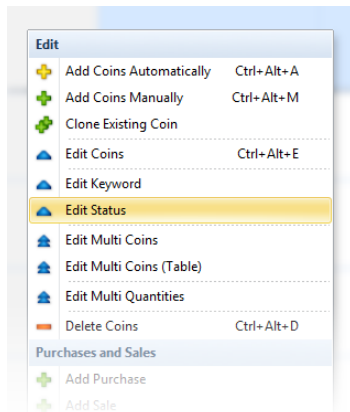 Edit
Add Coins Automatically Ctrl+Alt+A
Add Coins Manually Ctrl+Alt+M
Clone Existing Coin
Edit Coins Ctrl+Alt+E
Edit Keyword
Edit Status
Edit Multi Coins
Edit Multi Coins (Table)
Edit Multi Quantities
Delete Coins Ctrl+Alt+D
Purchases and Sales
Add Purchase
Add Sale